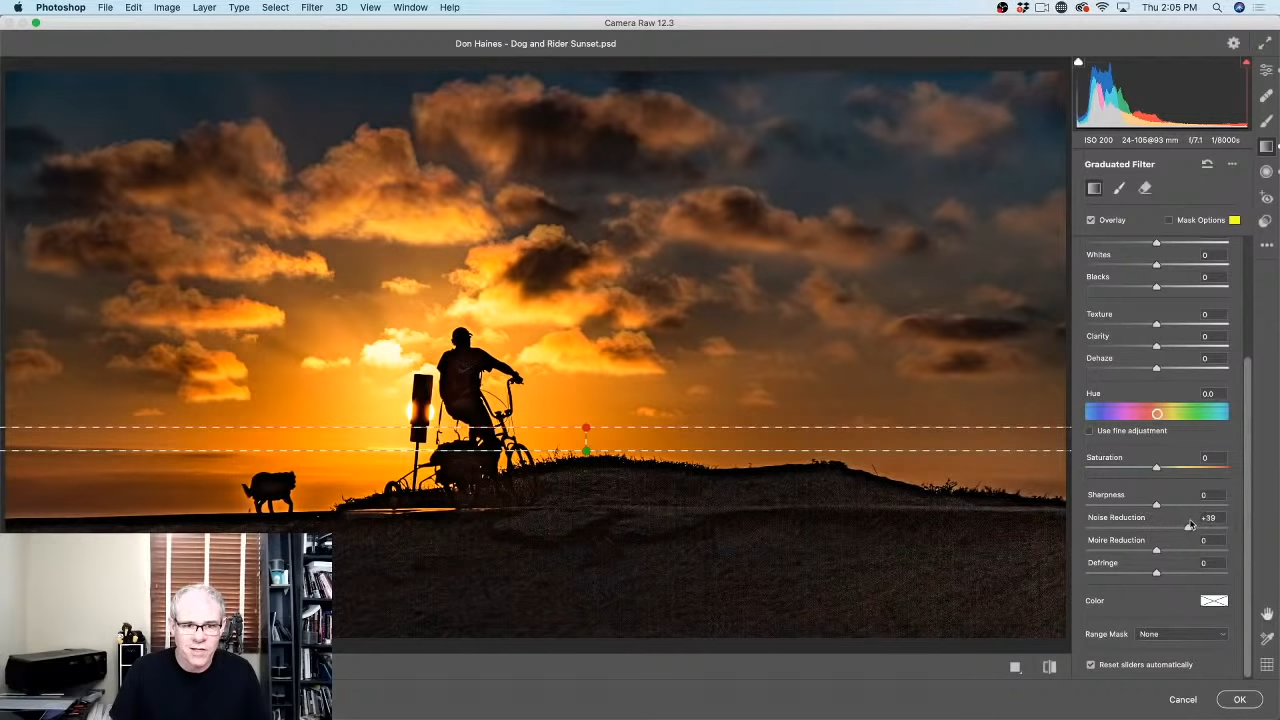 Photoshop File Edit Image Layer Type Select Filter 3D View Window Help Thu 2:05 PM
Camera Raw 12.3
Don Haines - Dog and Rider Sunset.psd
ISO 200 24-105@93 mm f/7.1 1/8000s
Graduated Filter
Overlay Mask Options
Whites 0
Blacks 0
Texture 0
Clarity 0
Dehaze 0
Hue 0.0
Use fine adjustment
Saturation 0
Sharpness 0
Noise Reduction +39
Moire Reduction 0
Defringe 0
Color
Range Mask None
Reset sliders automatically
Cancel OK